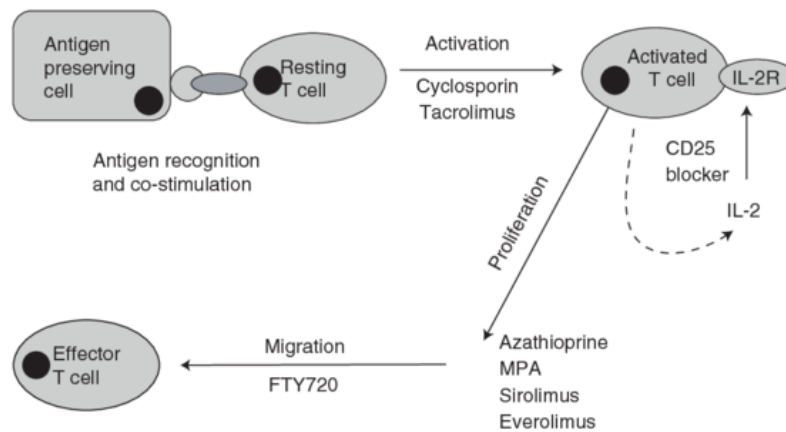 Antigen
preserving
cell
Resting
T cell
Activation
Cyclosporin
Tacrolimus
Activated
T cell
IL-2R
Antigen recognition
and co-stimulation
CD25
blocker
IL-2
Proliferation
Azathioprine
MPA
Sirolimus
Everolimus
Migration
FTY720
Effector
T cell